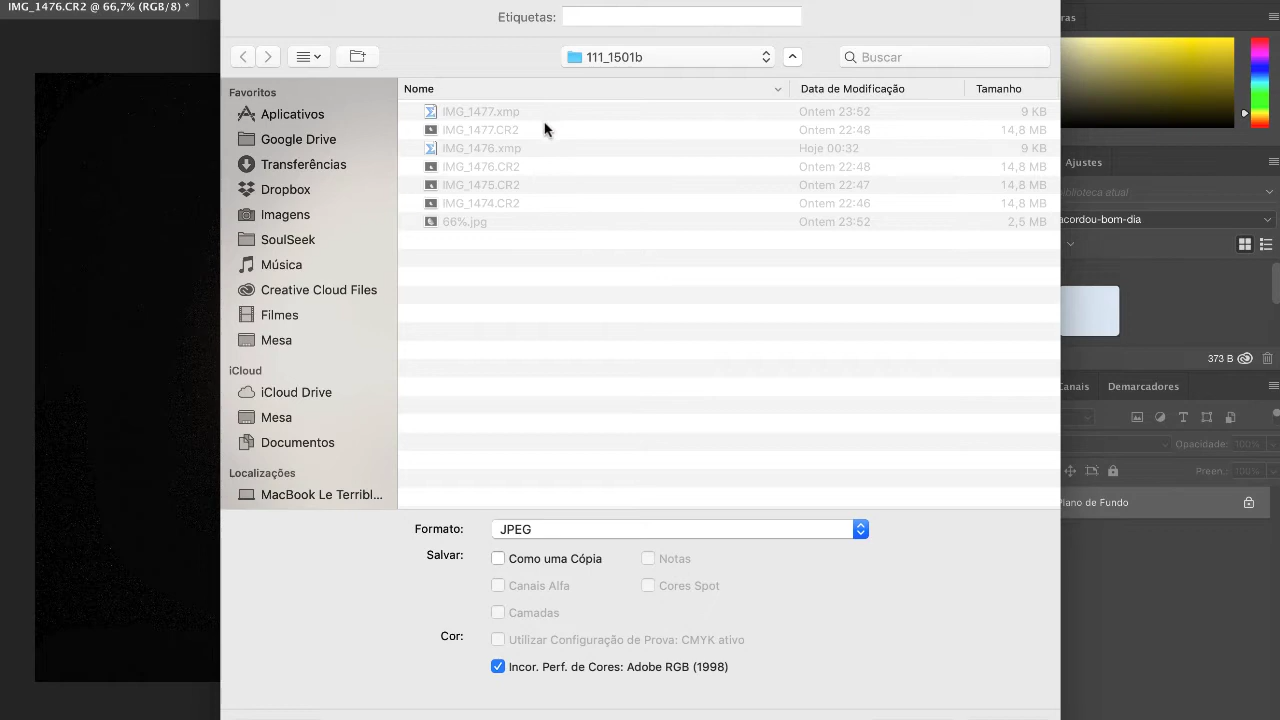 IMG_1476.CR2 @ 66,7% (RGB/8) *
Etiquetas:
ras
111_1501b
Buscar
Favoritos
Aplicativos
Google Drive
Transferências
Dropbox
Imagens
SoulSeek
Música
Creative Cloud Files
Filmes
Mesa
iCloud
iCloud Drive
Mesa
Documentos
Localizações
MacBook Le Terribl...
Nome Data de Modificação Tamanho
IMG_1477.xmp Ontem 23:52 9 KB
IMG_1477.CR2 Ontem 22:48 14,8 MB
IMG_1476.xmp Hoje 00:32 9 KB
IMG_1476.CR2 Ontem 22:48 14,8 MB
IMG_1475.CR2 Ontem 22:47 14,8 MB
IMG_1474.CR2 Ontem 22:46 14,8 MB
66%.jpg Ontem 23:52 2,5 MB
Formato: JPEG
Salvar: Como uma Cópia Notas
Canais Alfa Cores Spot
Camadas
Cor: Utilizar Configuração de Prova: CMYK ativo
Incor. Perf. de Cores: Adobe RGB (1998)
Ajustes
iblioteca atual
acordou-bom-dia
373 B
Canais Demarcadores
Opacidade: 100%
Preen.: 100%
Plano de Fundo